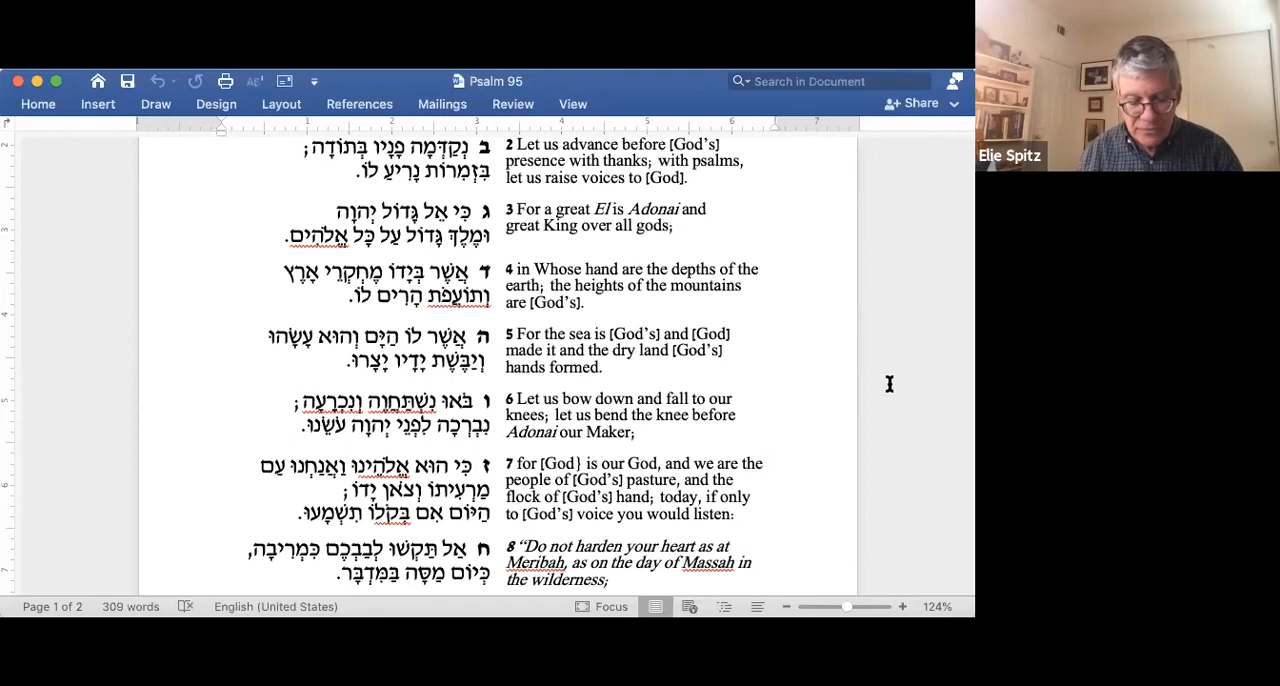 Psalm 95
Search in Document
Home Insert Draw Design Layout References Mailings Review View Share
1 1 2 3 4 5 6 7
Elie Spitz
ב נְקַדְּמָה פָנָיו בְּתוֹדָה;
בִּזְמִרוֹת נָרִיעַ לוֹ.
2 Let us advance before [God's]
presence with thanks; with psalms,
let us raise voices to [God].
ג כִּי אֵל גָּדוֹל יְהוָה
וּמֶלֶךְ גָּדוֹל עַל כָּל אֱלֹהִים.
3 For a great El is Adonai and
great King over all gods;
ד אֲשֶׁר בְּיָדוֹ מֶחְקְרֵי אָרֶץ
וְתוֹעֲפֹת הָרִים לוֹ.
4 in Whose hand are the depths of the
earth; the heights of the mountains
are [God's].
ה אֲשֶׁר לוֹ הַיָּם וְהוּא עָשָׂהוּ
וְיַבֶּשֶׁת יָדָיו יָצָרוּ.
5 For the sea is [God's] and [God]
made it and the dry land [God's]
hands formed.
ו בֹּאוּ נִשְׁתַּחֲוֶה וְנִכְרָעָה;
נִבְרְכָה לִפְנֵי יְהוָה עֹשֵׂנוּ.
6 Let us bow down and fall to our
knees; let us bend the knee before
Adonai our Maker;
ז כִּי הוּא אֱלֹהֵינוּ וַאֲנַחְנוּ עַם
מַרְעִיתוֹ וְצֹאן יָדוֹ;
הַיּוֹם אִם בְּקֹלוֹ תִשְׁמָעוּ.
7 for [God} is our God, and we are the
people of [God's] pasture, and the
flock of [God's] hand; today, if only
to [God's] voice you would listen:
ח אַל תַּקְשׁוּ לְבַבְכֶם כִּמְרִיבָה,
כְּיוֹם מַסָּה בַּמִּדְבָּר.
8 “Do not harden your heart as at
Meribah, as on the day of Massah in
the wilderness;
Page 1 of 2 309 words English (United States) Focus 124%